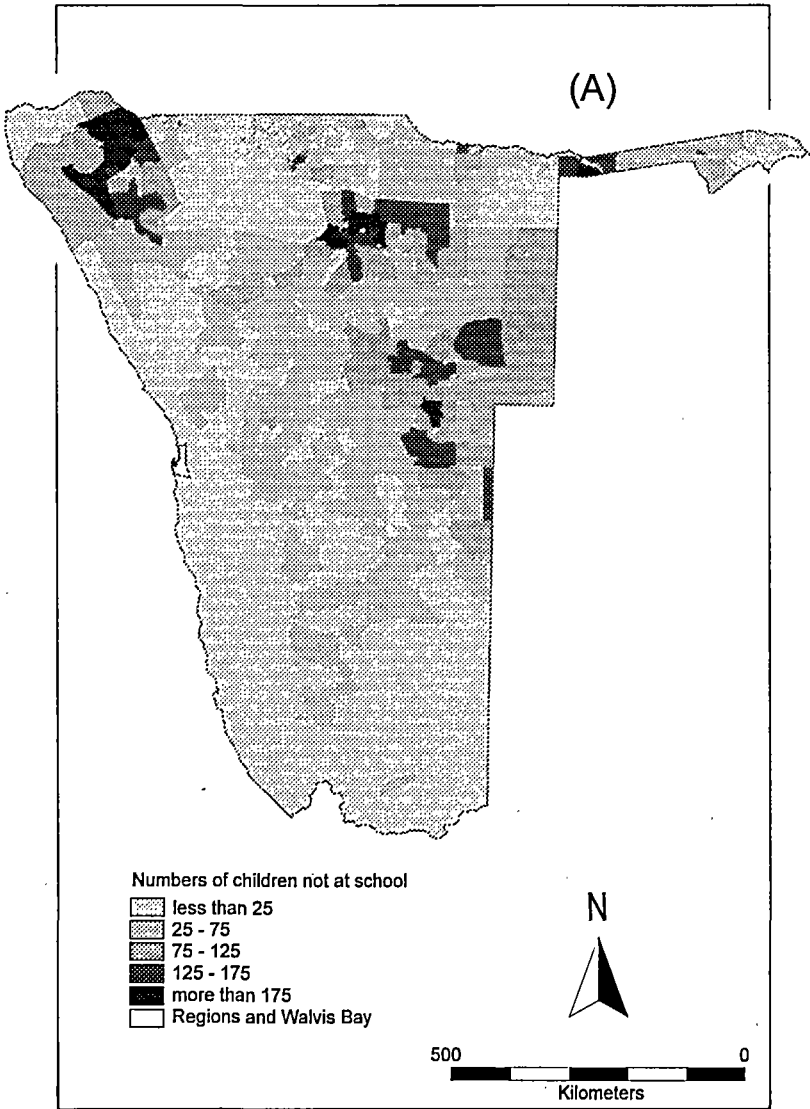 (A)
Numbers of children not at school
less than 25
25 - 75
75 - 125
125 - 175
more than 175
Regions and Walvis Bay
N
500 0
Kilometers